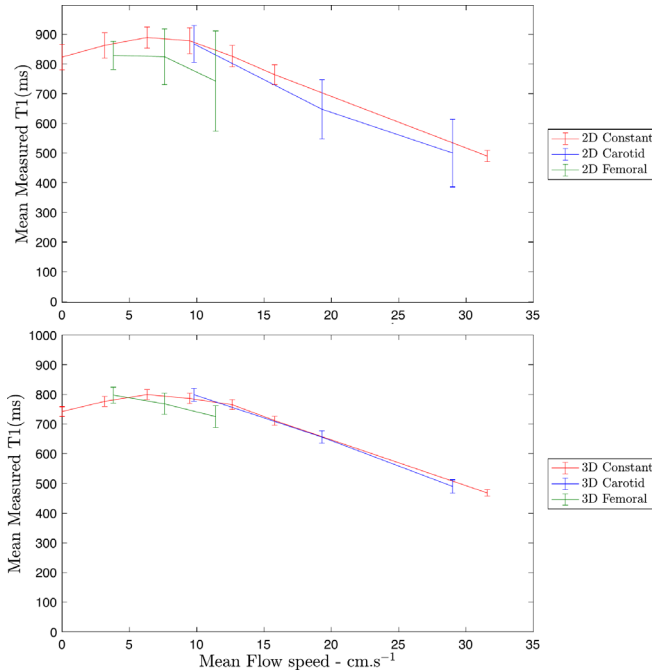 900
800
700
600
500
400
300
200
100
0
Mean Measured T1(ms)
0 5 10 15 20 25 30 35
2D Constant
2D Carotid
2D Femoral
1000
900
800
700
600
500
400
300
200
100
0
Mean Measured T1(ms)
0 5 10 15 20 25 30 35
Mean Flow speed - cm.s⁻¹
3D Constant
3D Carotid
3D Femoral